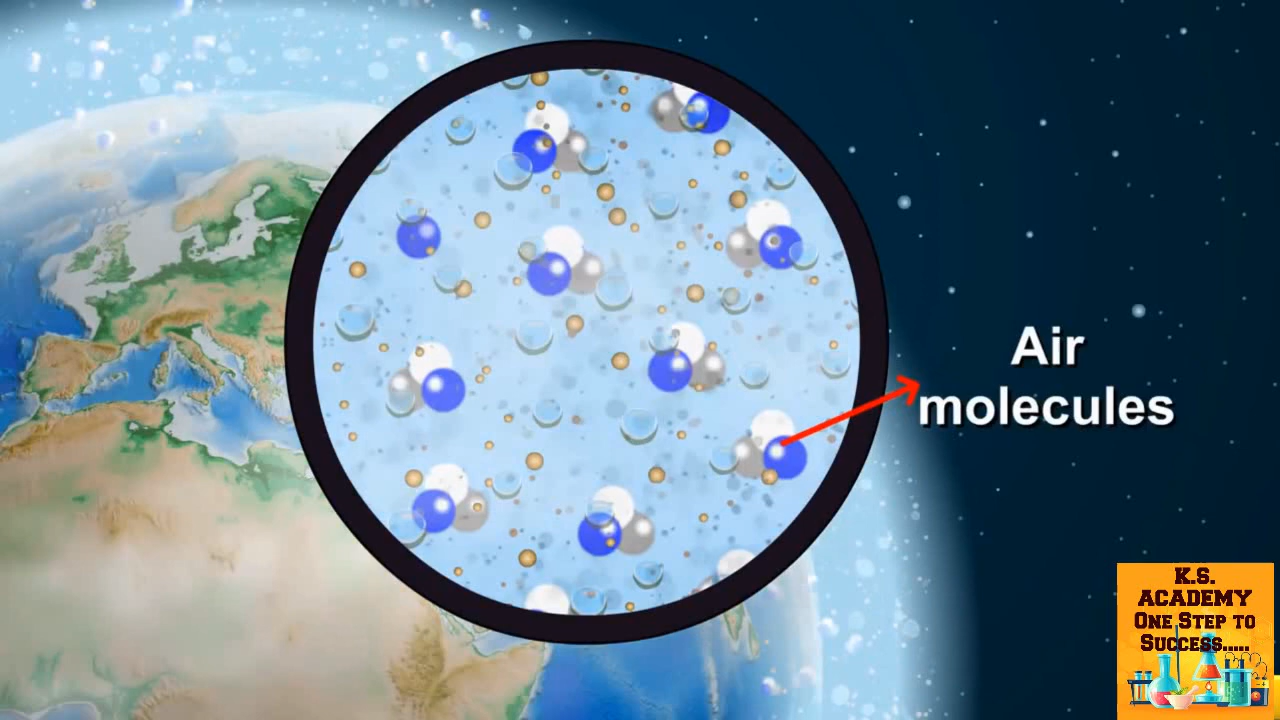 Air
molecules
K.S.
ACADEMY
ONE STEP TO
SUCCESS.....